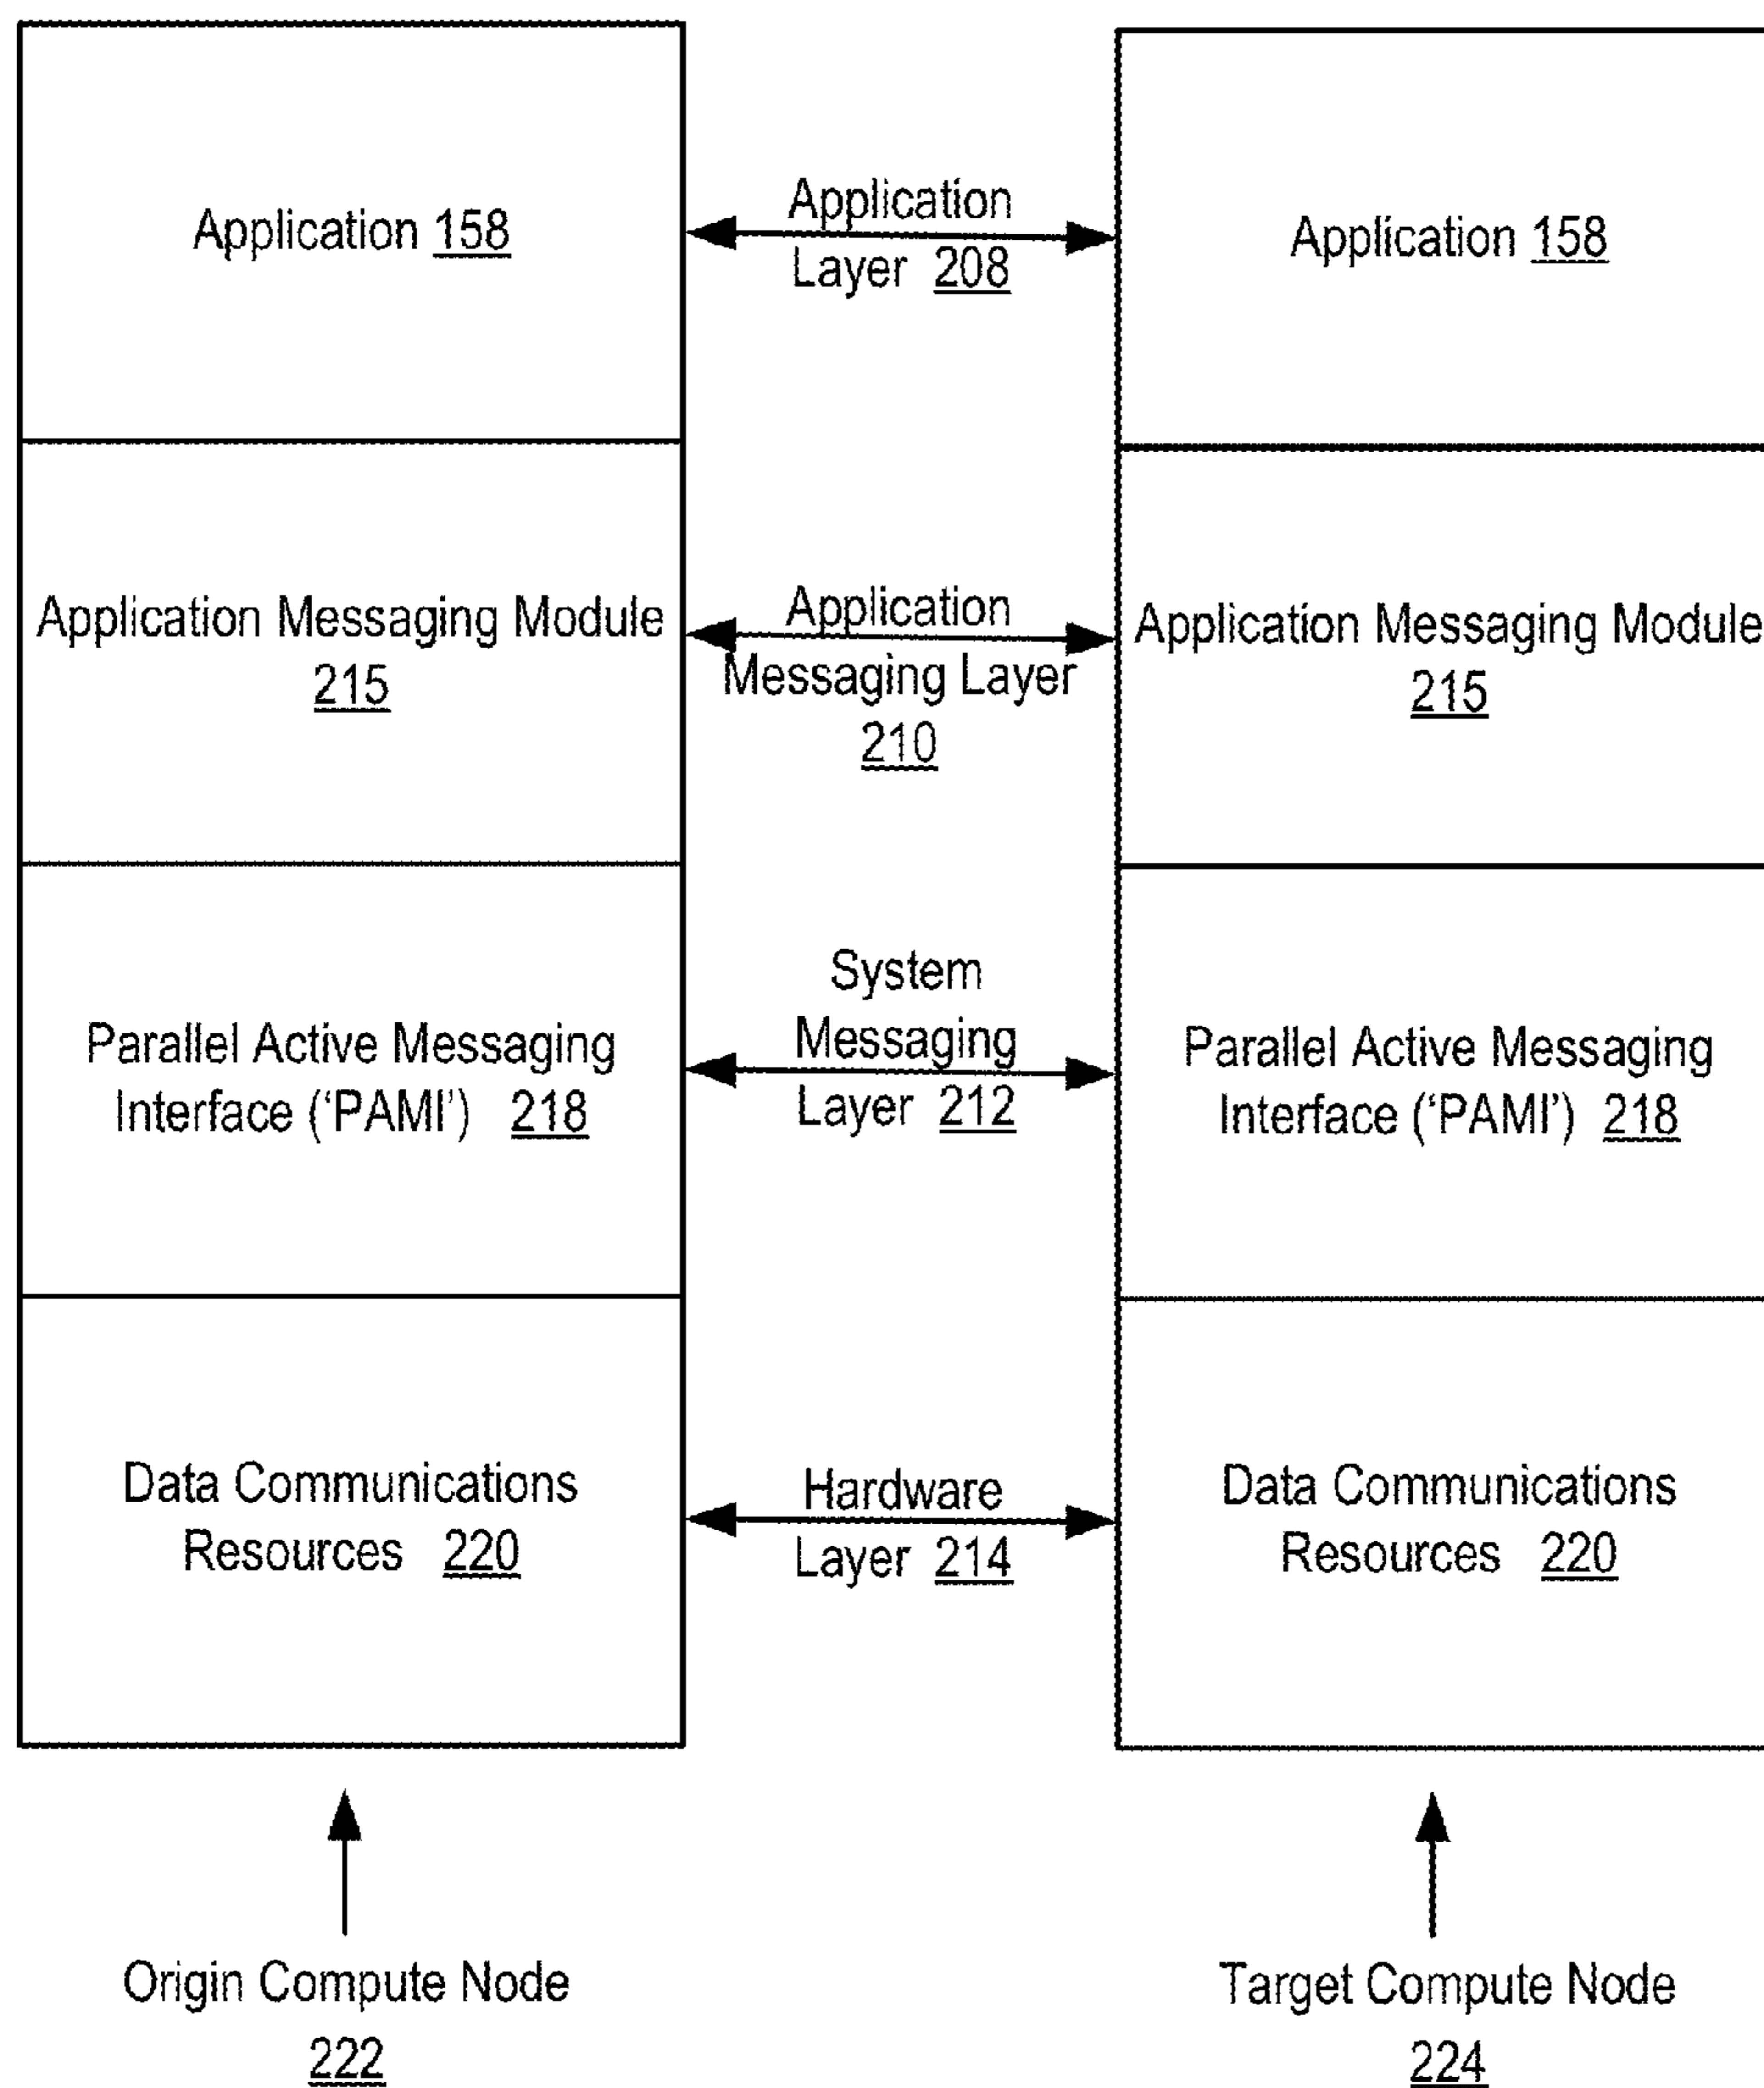 Application 158
Application
Layer 208
Application 158
Application Messaging Module
215
Application
Messaging Layer
210
Application Messaging Module
215
Parallel Active Messaging
Interface (‘PAMI’) 218
System
Messaging
Layer 212
Parallel Active Messaging
Interface (‘PAMI’) 218
Data Communications
Resources 220
Hardware
Layer 214
Data Communications
Resources 220
Origin Compute Node
222
Target Compute Node
224